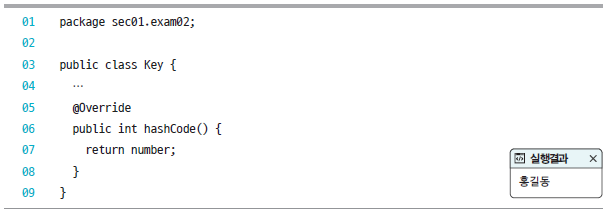 01 package sec01.exam02;
02
03 public class Key {
04 …
05 @Override
06 public int hashCode() {
07 return number;
08 }
09 }
실행결과 ×
홍길동